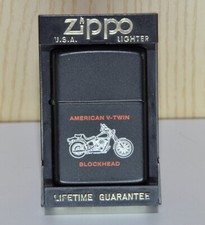 Zippo
U.S.A. LIGHTER
AMERICAN V-TWIN
BLOCKHEAD
LIFETIME GUARANTEE